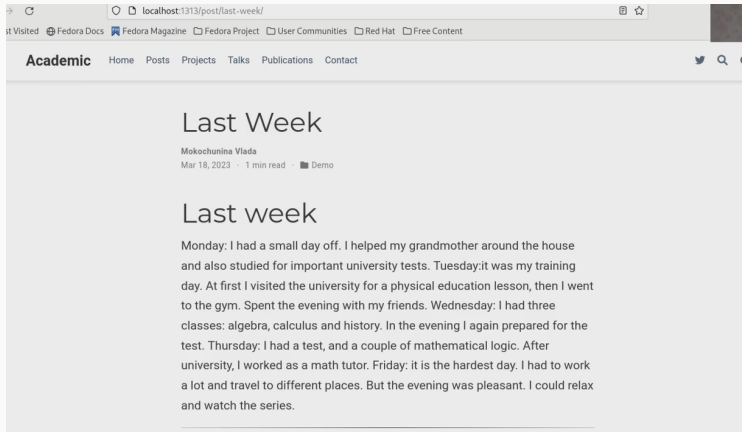 localhost:1313/post/last-week/
st Visited Fedora Docs Fedora Magazine Fedora Project User Communities Red Hat Free Content
Academic Home Posts Projects Talks Publications Contact
Last Week
Mokochunina Vlada
Mar 18, 2023 · 1 min read · Demo
Last week
Monday: I had a small day off. I helped my grandmother around the house
and also studied for important university tests. Tuesday:it was my training
day. At first I visited the university for a physical education lesson, then I went
to the gym. Spent the evening with my friends. Wednesday: I had three
classes: algebra, calculus and history. In the evening I again prepared for the
test. Thursday: I had a test, and a couple of mathematical logic. After
university, I worked as a math tutor. Friday: it is the hardest day. I had to work
a lot and travel to different places. But the evening was pleasant. I could relax
and watch the series.